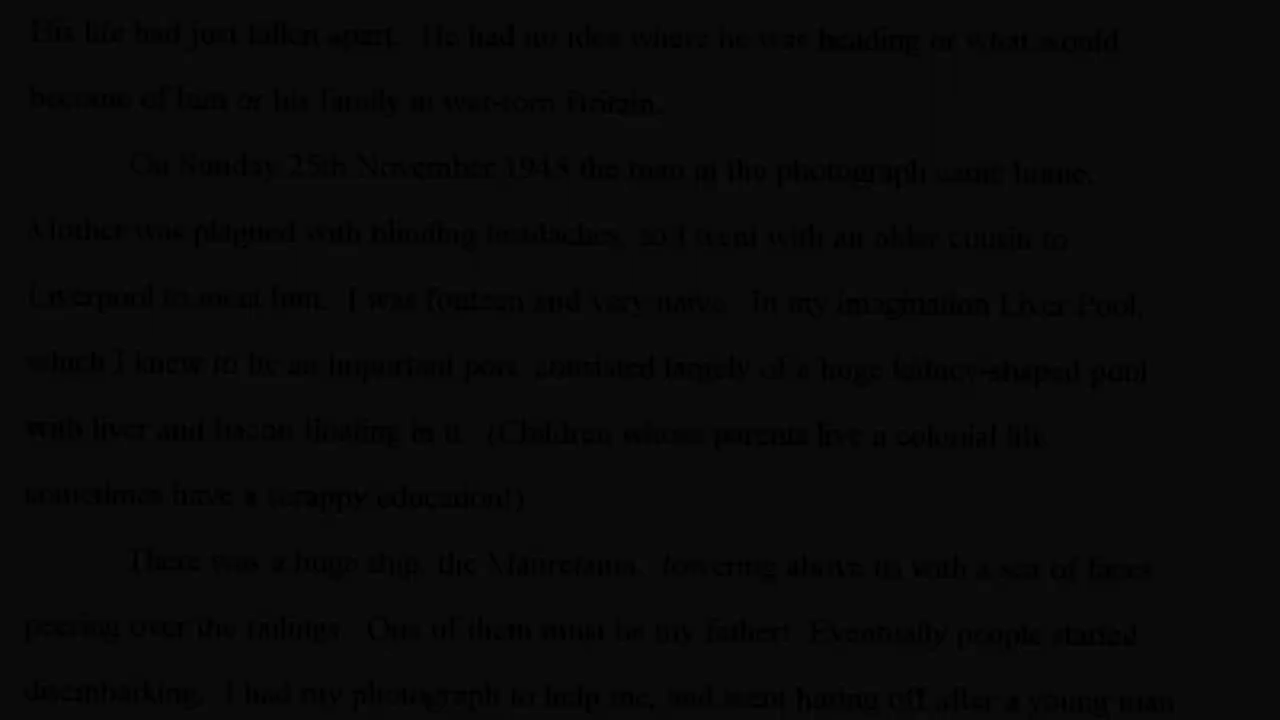 His life had just fallen apart. He had no idea where he was heading or what would
become of him or his family in war-torn Britain.
On Sunday 25th November 1945 the man in the photograph came home.
Mother was plagued with blinding headaches, so I went with an older cousin to
Liverpool to meet him. I was fouteen and very naive. In my imagination Liver Pool,
which I knew to be an important port, consisted largely of a huge kidney-shaped pool
with liver and bacon floating in it. (Children whose parents live a colonial life
sometimes have a scrappy education!)
There was a huge ship, the Mauretania, towering above us with a sea of faces
peering over the railings. One of them must be my father! Eventually people started
disembarking. I had my photograph to help me, and went haring off after a young man